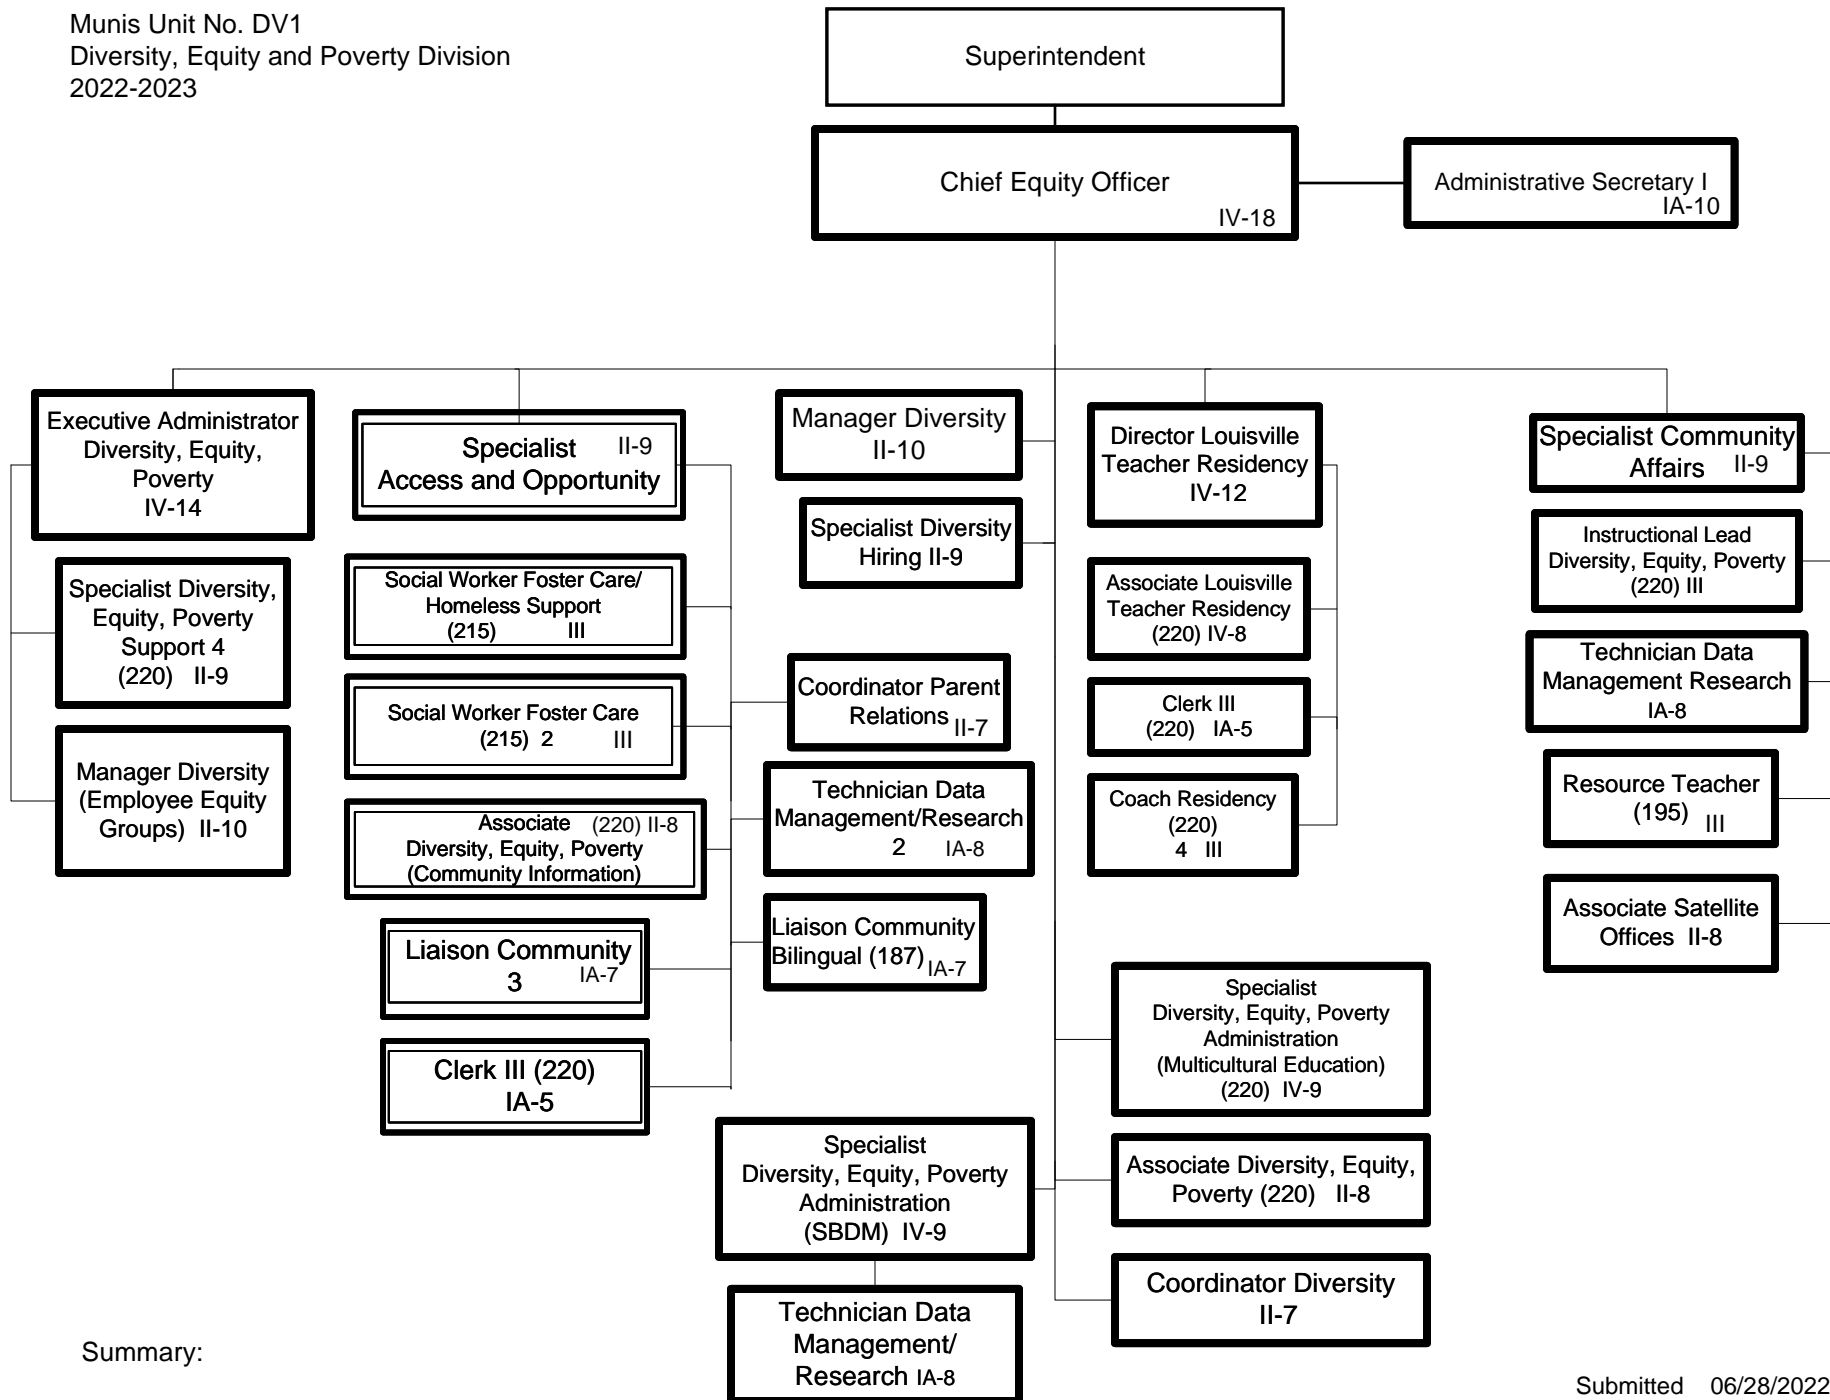 Munis Unit No. DV1
Diversity, Equity and Poverty Division
2022-2023
Superintendent
Chief Equity Officer
IV-18
Administrative Secretary I
IA-10
Executive Administrator
Diversity, Equity,
Poverty
IV-14
Specialist Diversity,
Equity, Poverty
Support 4
(220) II-9
Manager Diversity
(Employee Equity
Groups) II-10
Specialist II-9
Access and Opportunity
Social Worker Foster Care/
Homeless Support
(215) III
Social Worker Foster Care
(215) 2 III
Associate (220) II-8
Diversity, Equity, Poverty
(Community Information)
Liaison Community
3 IA-7
Clerk III (220)
IA-5
Coordinator Parent
Relations II-7
Technician Data
Management/Research
2 IA-8
Liaison Community
Bilingual (187) IA-7
Manager Diversity
II-10
Specialist Diversity
Hiring II-9
Specialist
Diversity, Equity, Poverty
Administration
(SBDM) IV-9
Technician Data
Management/
Research IA-8
Director Louisville
Teacher Residency
IV-12
Associate Louisville
Teacher Residency
(220) IV-8
Clerk III
(220) IA-5
Coach Residency
(220)
4 III
Specialist
Diversity, Equity, Poverty
Administration
(Multicultural Education)
(220) IV-9
Associate Diversity, Equity,
Poverty (220) II-8
Coordinator Diversity
II-7
Specialist Community
Affairs II-9
Instructional Lead
Diversity, Equity, Poverty
(220) III
Technician Data
Management Research
IA-8
Resource Teacher
(195) III
Associate Satellite
Offices II-8
Summary:
Submitted 06/28/2022